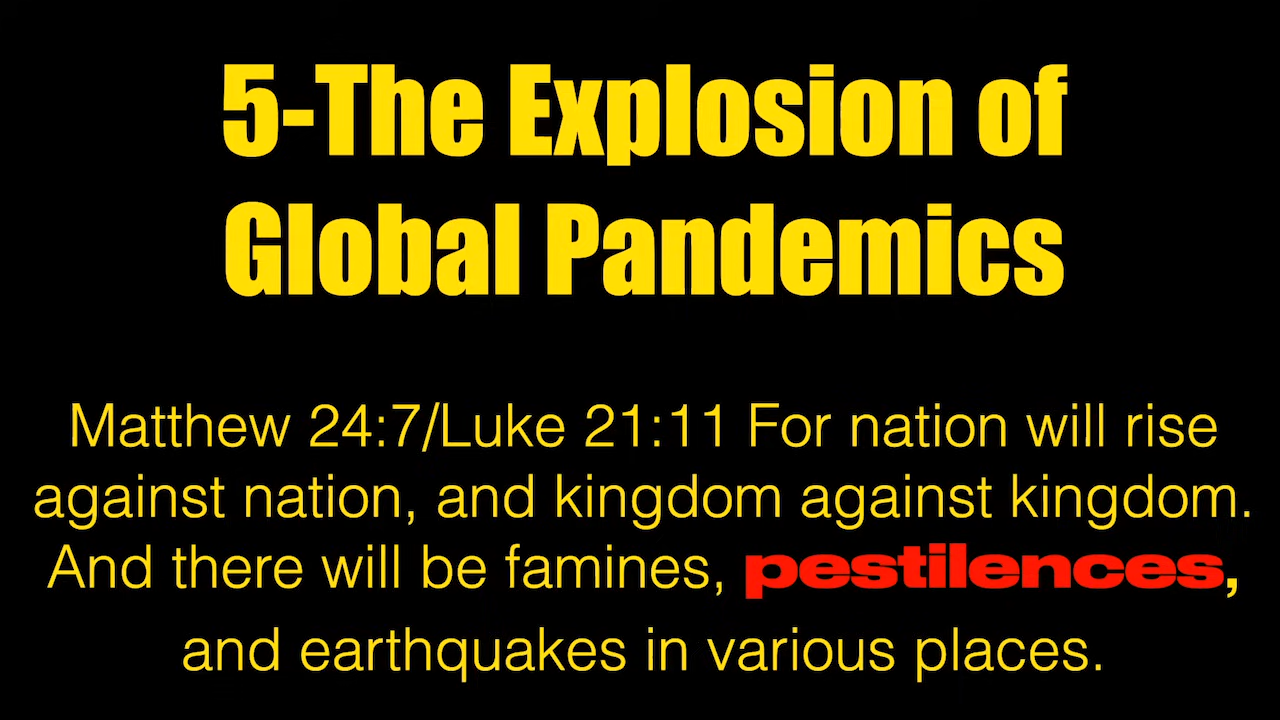 5-The Explosion of
Global Pandemics
Matthew 24:7/Luke 21:11 For nation will rise
against nation, and kingdom against kingdom.
And there will be famines, pestilences,
and earthquakes in various places.